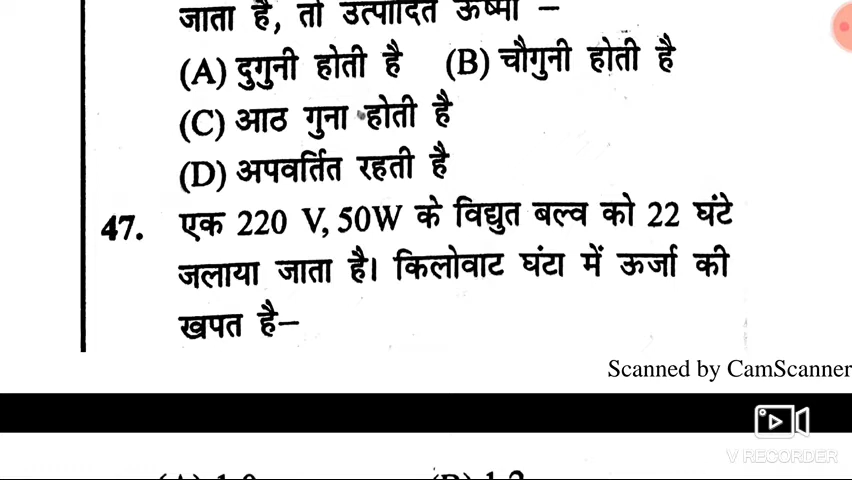 जाता है, तो उत्पादित ऊष्मा –
(A) दुगुनी होती है (B) चौगुनी होती है
(C) आठ गुना होती है
(D) अपवर्तित रहती है
47. एक 220 V, 50W के विद्युत बल्व को 22 घंटे
जलाया जाता है। किलोवाट घंटा में ऊर्जा की
खपत है–
Scanned by CamScanner
V RECORDER